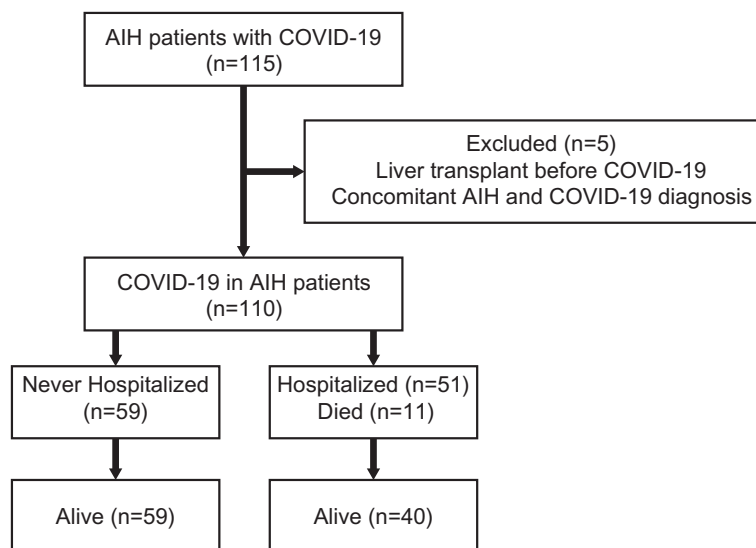 AIH patients with COVID-19
(n=115)
Excluded (n=5)
Liver transplant before COVID-19
Concomitant AIH and COVID-19 diagnosis
COVID-19 in AIH patients
(n=110)
Never Hospitalized
(n=59)
Hospitalized (n=51)
Died (n=11)
Alive (n=59)
Alive (n=40)